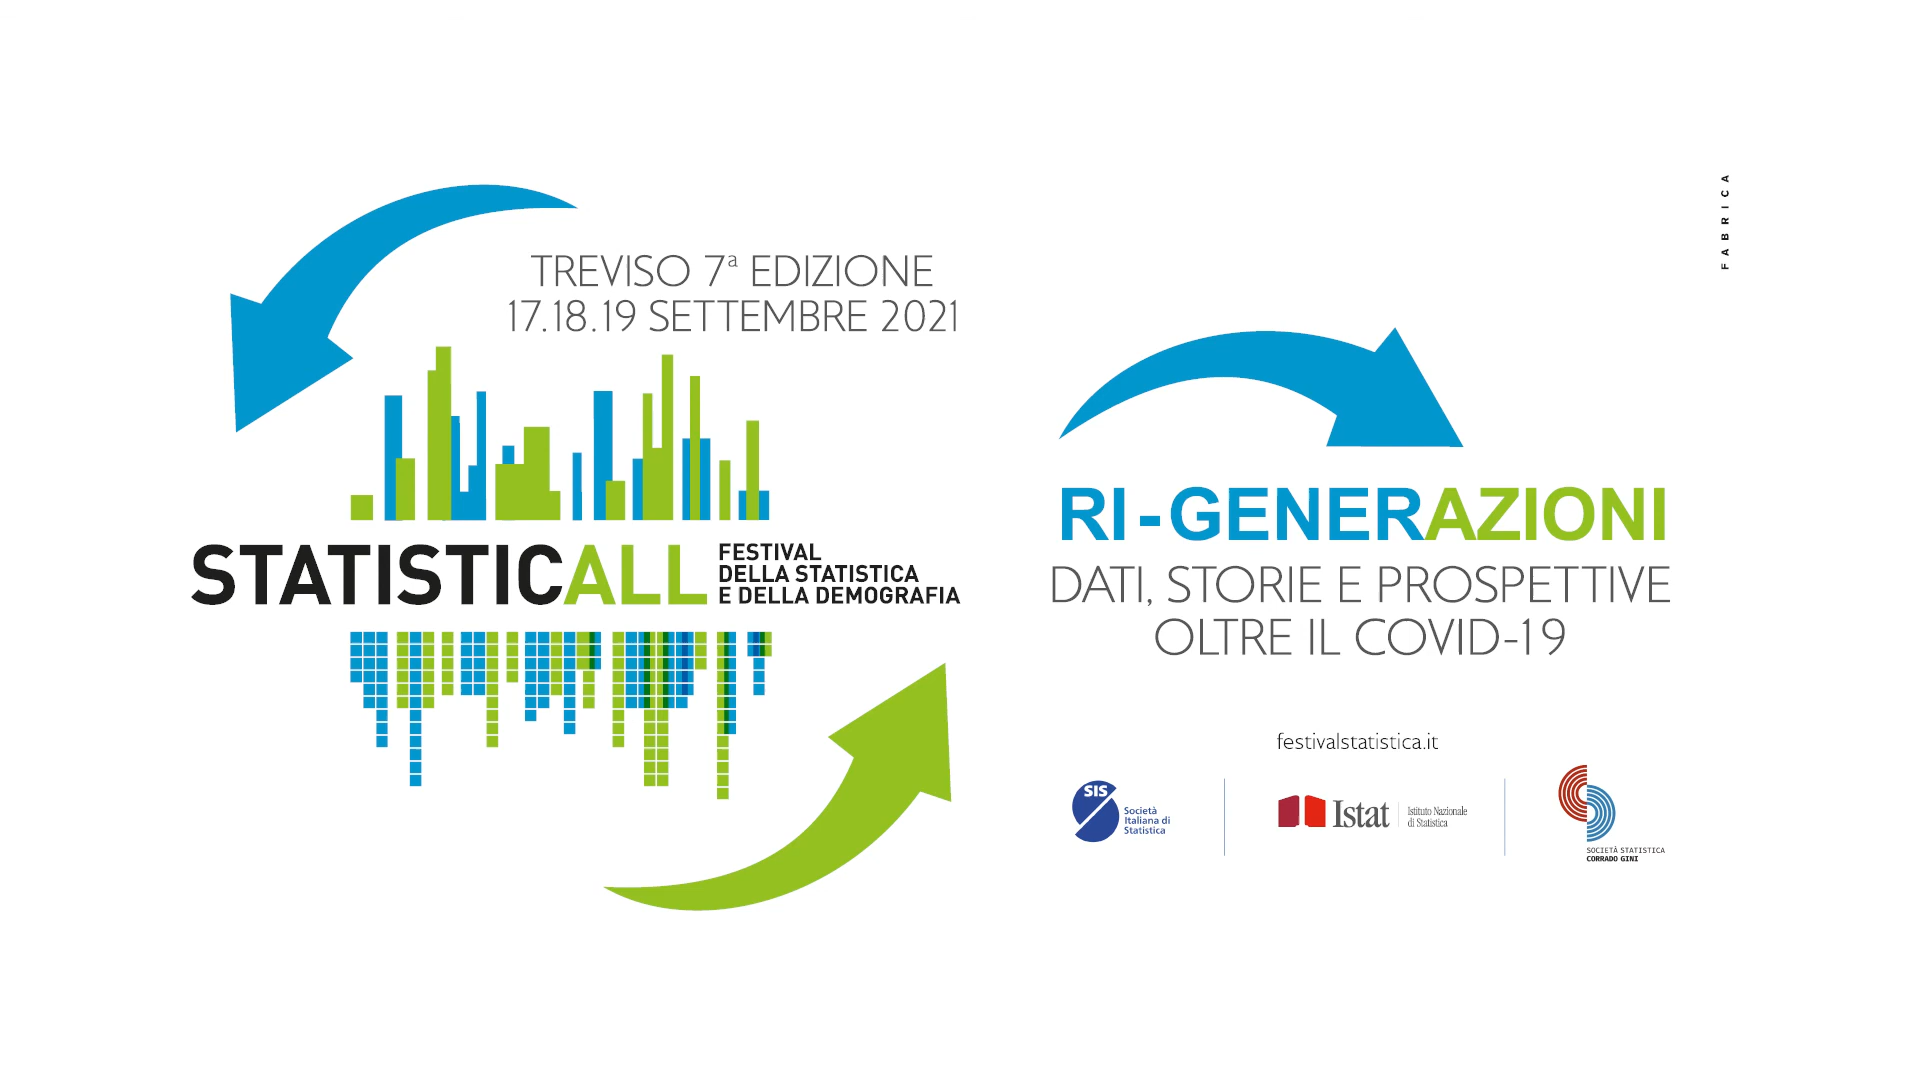 TREVISO 7ª EDIZIONE
17.18.19 SETTEMBRE 2021
STATISTICALL
FESTIVAL
DELLA STATISTICA
E DELLA DEMOGRAFIA
FABRICA
RI-GENERAZIONI
DATI, STORIE E PROSPETTIVE
OLTRE IL COVID-19
festivalstatistica.it
SIS
Società
Italiana di
Statistica
Istat
Istituto Nazionale
di Statistica
SOCIETÀ STATISTICA
CORRADO GINI